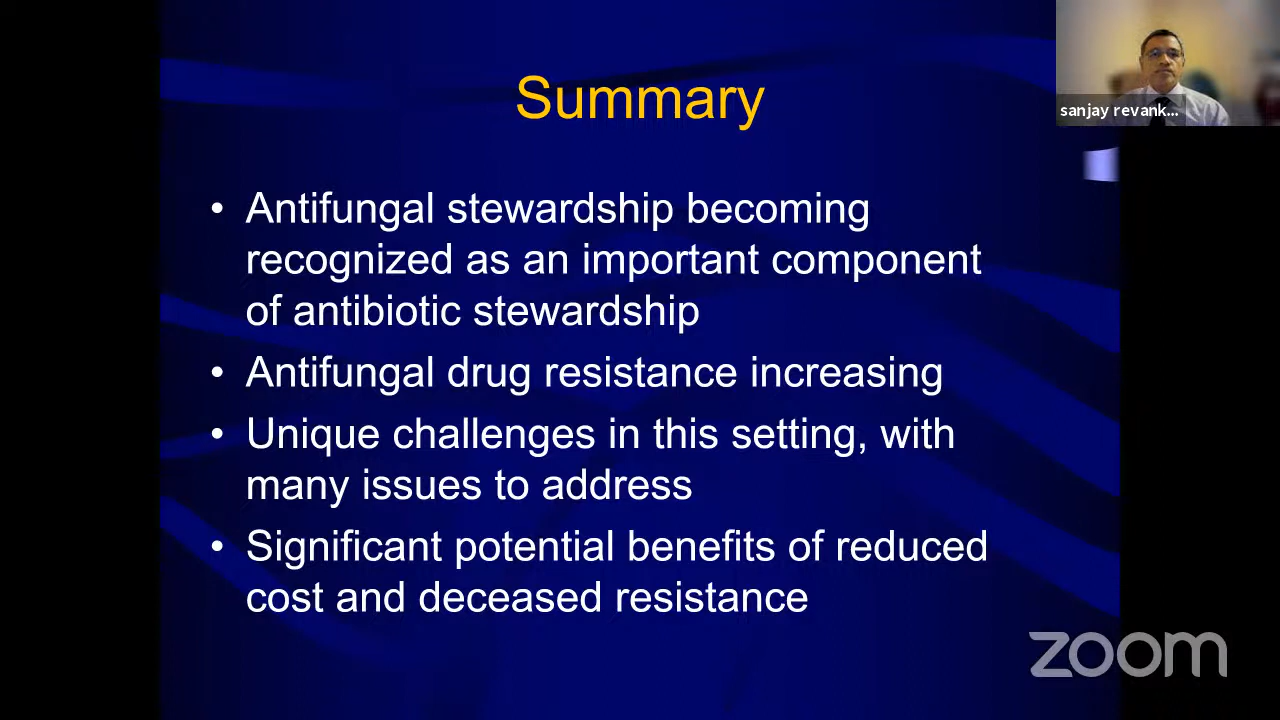 Summary
sanjay revank...
• Antifungal stewardship becoming
recognized as an important component
of antibiotic stewardship
• Antifungal drug resistance increasing
• Unique challenges in this setting, with
many issues to address
• Significant potential benefits of reduced
cost and deceased resistance
zoom